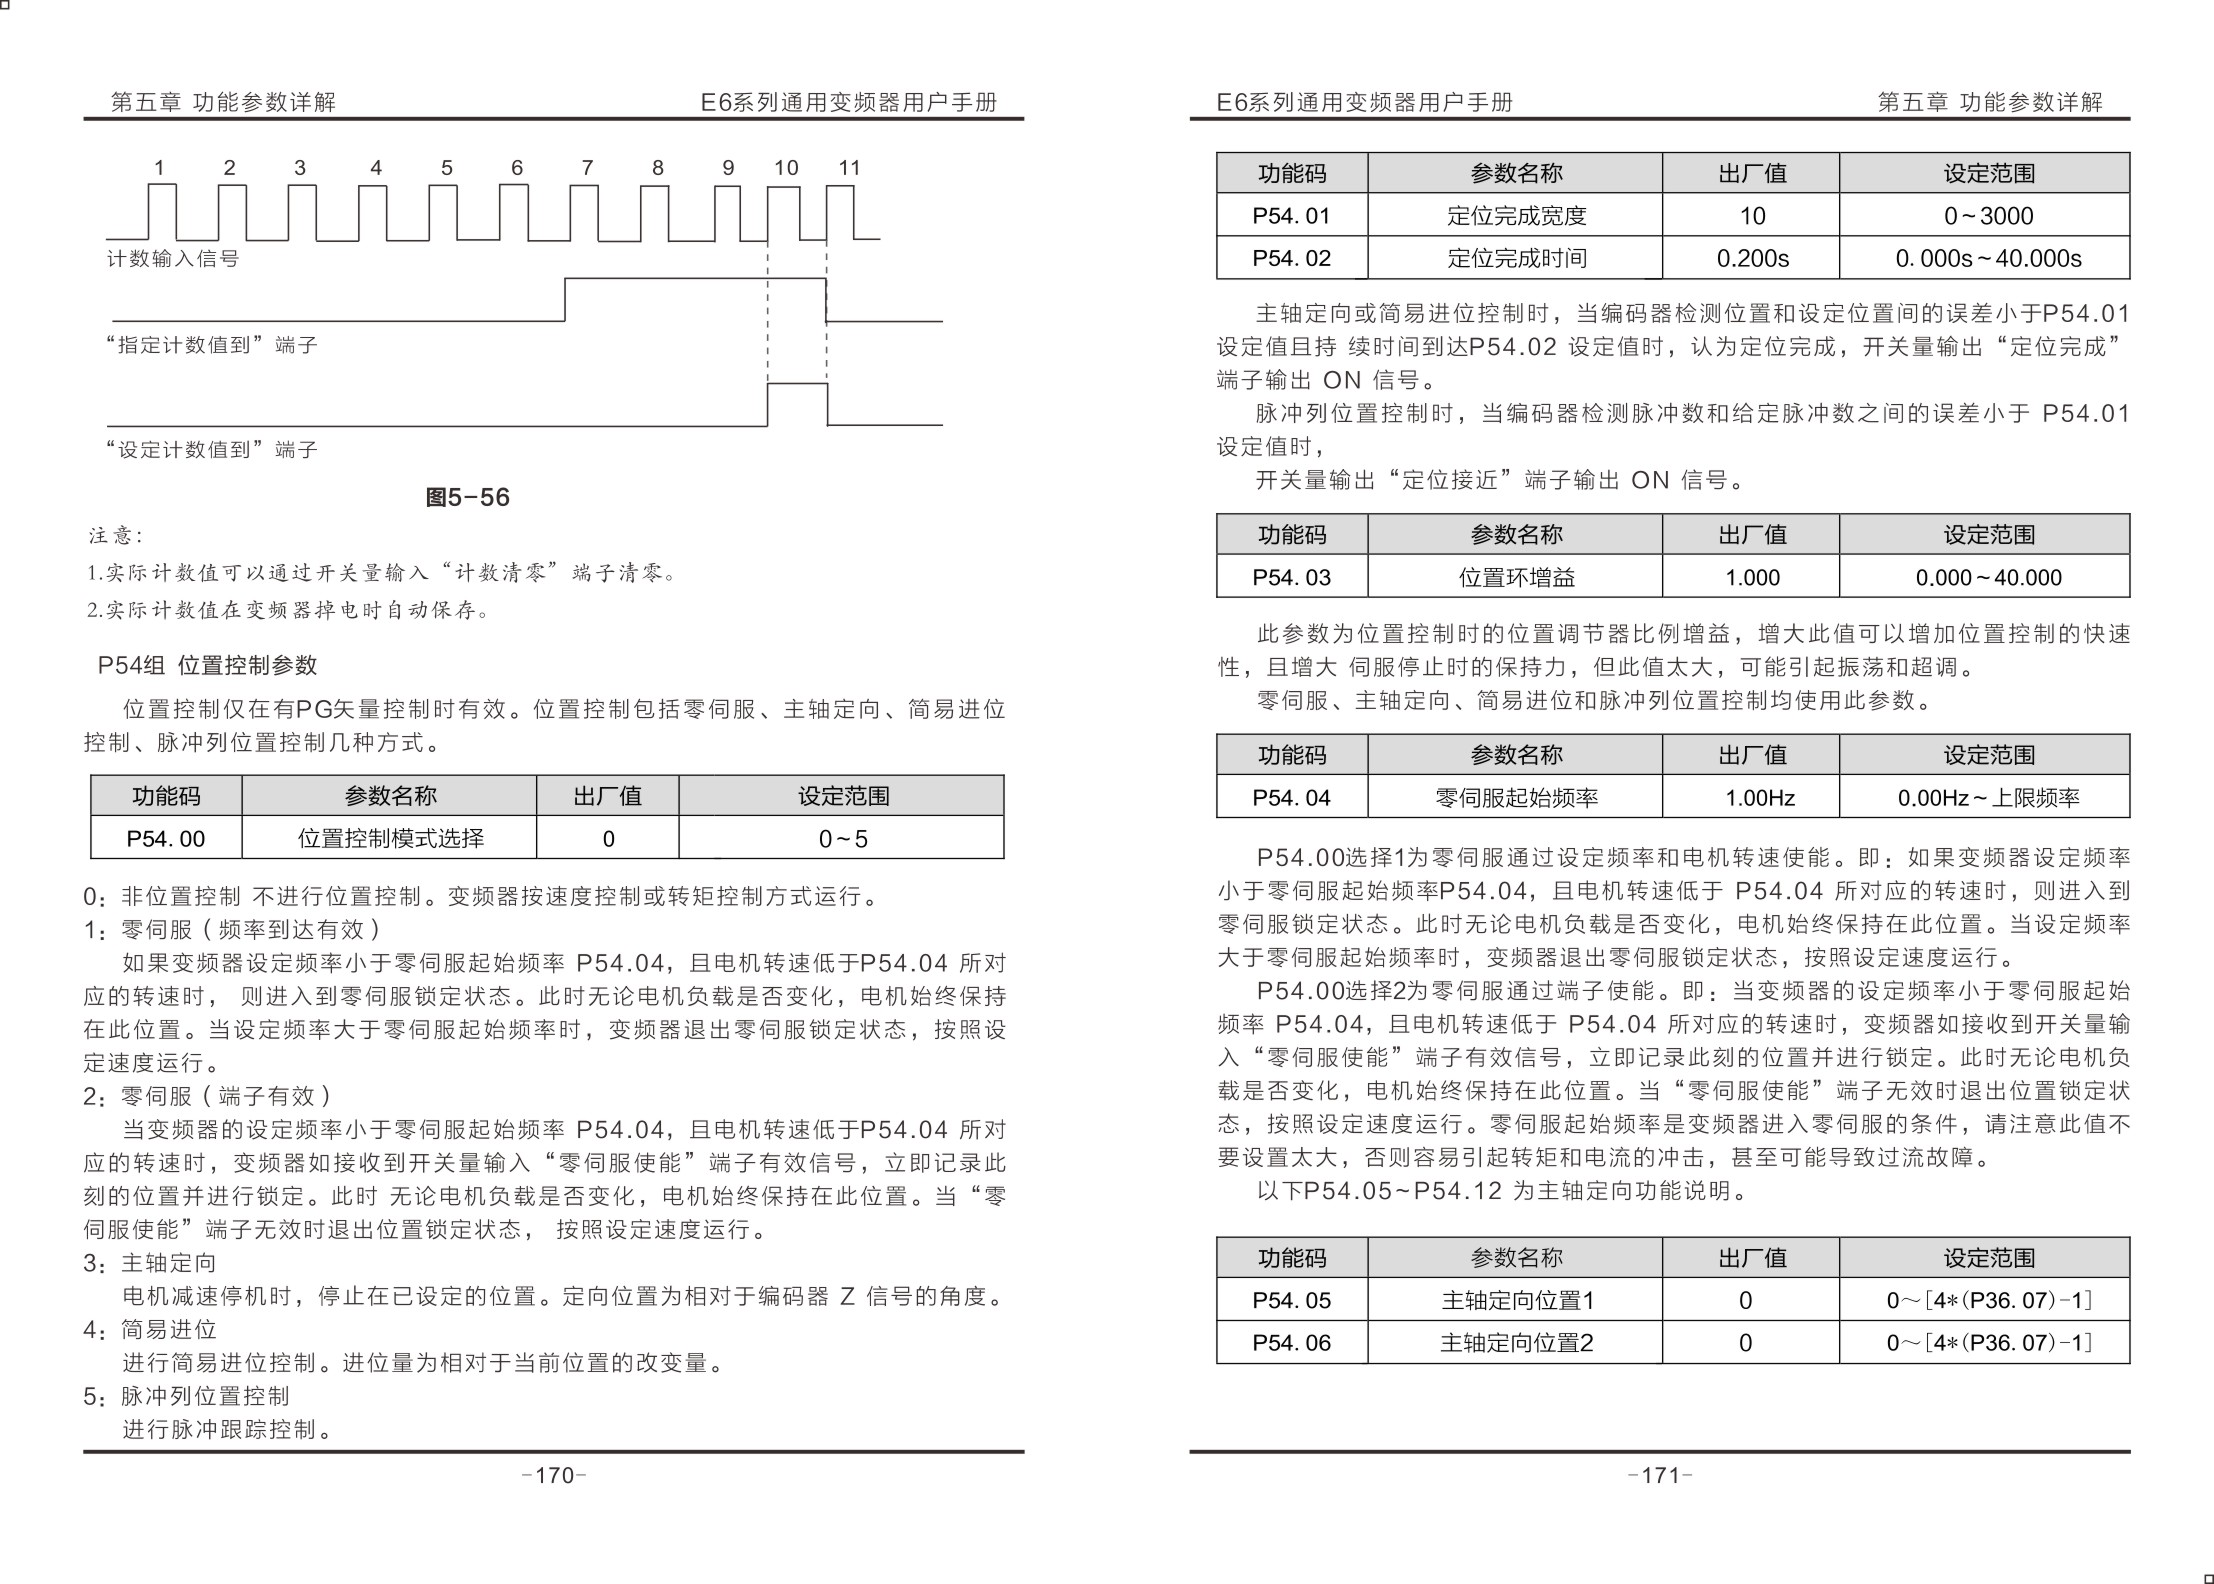 第五章 功能参数详解 E6系列通用变频器用户手册
1 2 3 4 5 6 7 8 9 10 11
计数输入信号
“指定计数值到”端子
“设定计数值到”端子
图5-56
注意：
1.实际计数值可以通过开关量输入“计数清零”端子清零。
2.实际计数值在变频器掉电时自动保存。
P54组 位置控制参数
位置控制仅在有PG矢量控制时有效。位置控制包括零伺服、主轴定向、简易进位
控制、脉冲列位置控制几种方式。
功能码 参数名称 出厂值 设定范围
P54.00 位置控制模式选择 0 0~5
0：非位置控制 不进行位置控制。变频器按速度控制或转矩控制方式运行。
1：零伺服（频率到达有效）
如果变频器设定频率小于零伺服起始频率 P54.04，且电机转速低于P54.04 所对
应的转速时， 则进入到零伺服锁定状态。此时无论电机负载是否变化，电机始终保持
在此位置。当设定频率大于零伺服起始频率时，变频器退出零伺服锁定状态，按照设
定速度运行。
2：零伺服（端子有效）
当变频器的设定频率小于零伺服起始频率 P54.04，且电机转速低于P54.04 所对
应的转速时，变频器如接收到开关量输入“零伺服使能”端子有效信号，立即记录此
刻的位置并进行锁定。此时 无论电机负载是否变化，电机始终保持在此位置。当“零
伺服使能”端子无效时退出位置锁定状态， 按照设定速度运行。
3：主轴定向
电机减速停机时，停止在已设定的位置。定向位置为相对于编码器 Z 信号的角度。
4：简易进位
进行简易进位控制。进位量为相对于当前位置的改变量。
5：脉冲列位置控制
进行脉冲跟踪控制。
-170-
E6系列通用变频器用户手册 第五章 功能参数详解
功能码 参数名称 出厂值 设定范围
P54.01 定位完成宽度 10 0~3000
P54.02 定位完成时间 0.200s 0.000s~40.000s
主轴定向或简易进位控制时，当编码器检测位置和设定位置间的误差小于P54.01
设定值且持 续时间到达P54.02 设定值时，认为定位完成，开关量输出“定位完成”
端子输出 ON 信号。
脉冲列位置控制时，当编码器检测脉冲数和给定脉冲数之间的误差小于 P54.01
设定值时，
开关量输出“定位接近”端子输出 ON 信号。
功能码 参数名称 出厂值 设定范围
P54.03 位置环增益 1.000 0.000~40.000
此参数为位置控制时的位置调节器比例增益，增大此值可以增加位置控制的快速
性，且增大 伺服停止时的保持力，但此值太大，可能引起振荡和超调。
零伺服、主轴定向、简易进位和脉冲列位置控制均使用此参数。
功能码 参数名称 出厂值 设定范围
P54.04 零伺服起始频率 1.00Hz 0.00Hz~上限频率
P54.00选择1为零伺服通过设定频率和电机转速使能。即：如果变频器设定频率
小于零伺服起始频率P54.04，且电机转速低于 P54.04 所对应的转速时，则进入到
零伺服锁定状态。此时无论电机负载是否变化，电机始终保持在此位置。当设定频率
大于零伺服起始频率时，变频器退出零伺服锁定状态，按照设定速度运行。
P54.00选择2为零伺服通过端子使能。即：当变频器的设定频率小于零伺服起始
频率 P54.04，且电机转速低于 P54.04 所对应的转速时，变频器如接收到开关量输
入“零伺服使能”端子有效信号，立即记录此刻的位置并进行锁定。此时无论电机负
载是否变化，电机始终保持在此位置。当“零伺服使能”端子无效时退出位置锁定状
态，按照设定速度运行。零伺服起始频率是变频器进入零伺服的条件，请注意此值不
要设置太大，否则容易引起转矩和电流的冲击，甚至可能导致过流故障。
以下P54.05~P54.12 为主轴定向功能说明。
功能码 参数名称 出厂值 设定范围
P54.05 主轴定向位置1 0 0～[4*(P36.07)-1]
P54.06 主轴定向位置2 0 0～[4*(P36.07)-1]
-171-